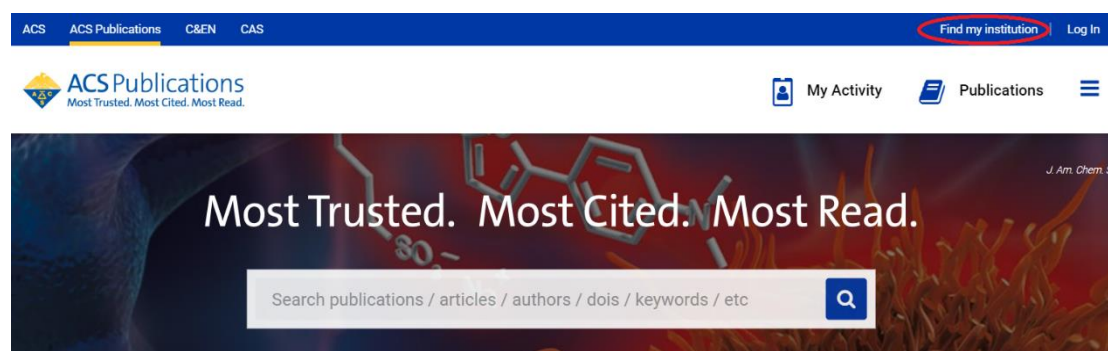 ACS ACS Publications C&EN CAS Find my institution Log In
ACS Publications
Most Trusted. Most Cited. Most Read.
My Activity Publications
J. Am. Chem.
Most Trusted. Most Cited. Most Read.
SO₃⁻
Search publications / articles / authors / dois / keywords / etc